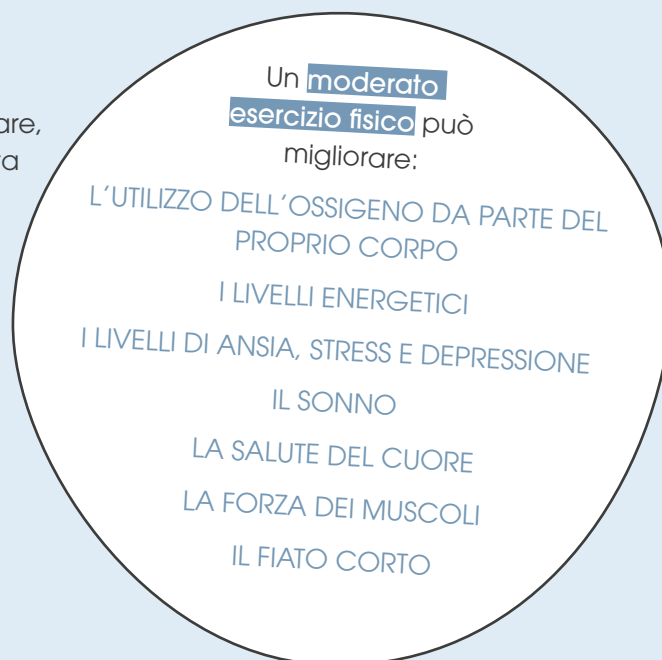 are,
a
Un moderato
esercizio fisico può
migliorare:
L'UTILIZZO DELL'OSSIGENO DA PARTE DEL
PROPRIO CORPO
I LIVELLI ENERGETICI
I LIVELLI DI ANSIA, STRESS E DEPRESSIONE
IL SONNO
LA SALUTE DEL CUORE
LA FORZA DEI MUSCOLI
IL FIATO CORTO